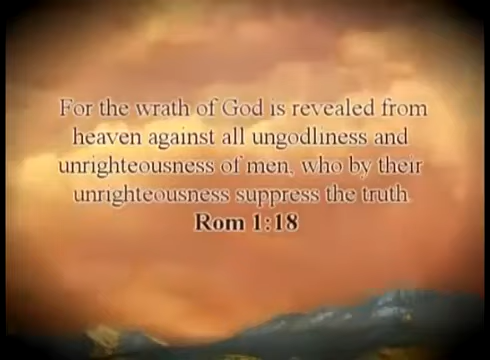 For the wrath of God is revealed from
heaven against all ungodliness and
unrighteousness of men, who by their
unrighteousness suppress the truth.
Rom 1:18